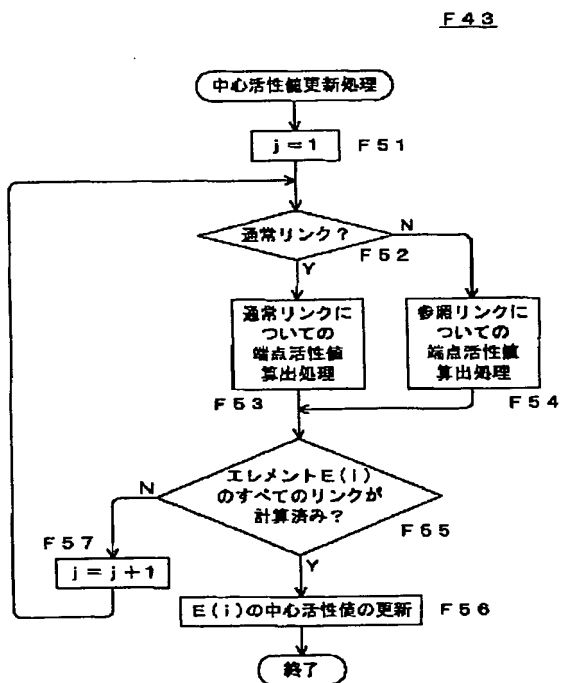 F43
中心活性値更新処理
j=1 F51
通常リンク? N
F52
Y
通常リンクに
ついての
端点活性値
算出処理
F53
参照リンクに
ついての
端点活性値
算出処理
F54
エレメントE(i)
のすべてのリンクが
計算済み?
N
F55
F57
j=j+1
Y
E(i)の中心活性値の更新 F56
終了